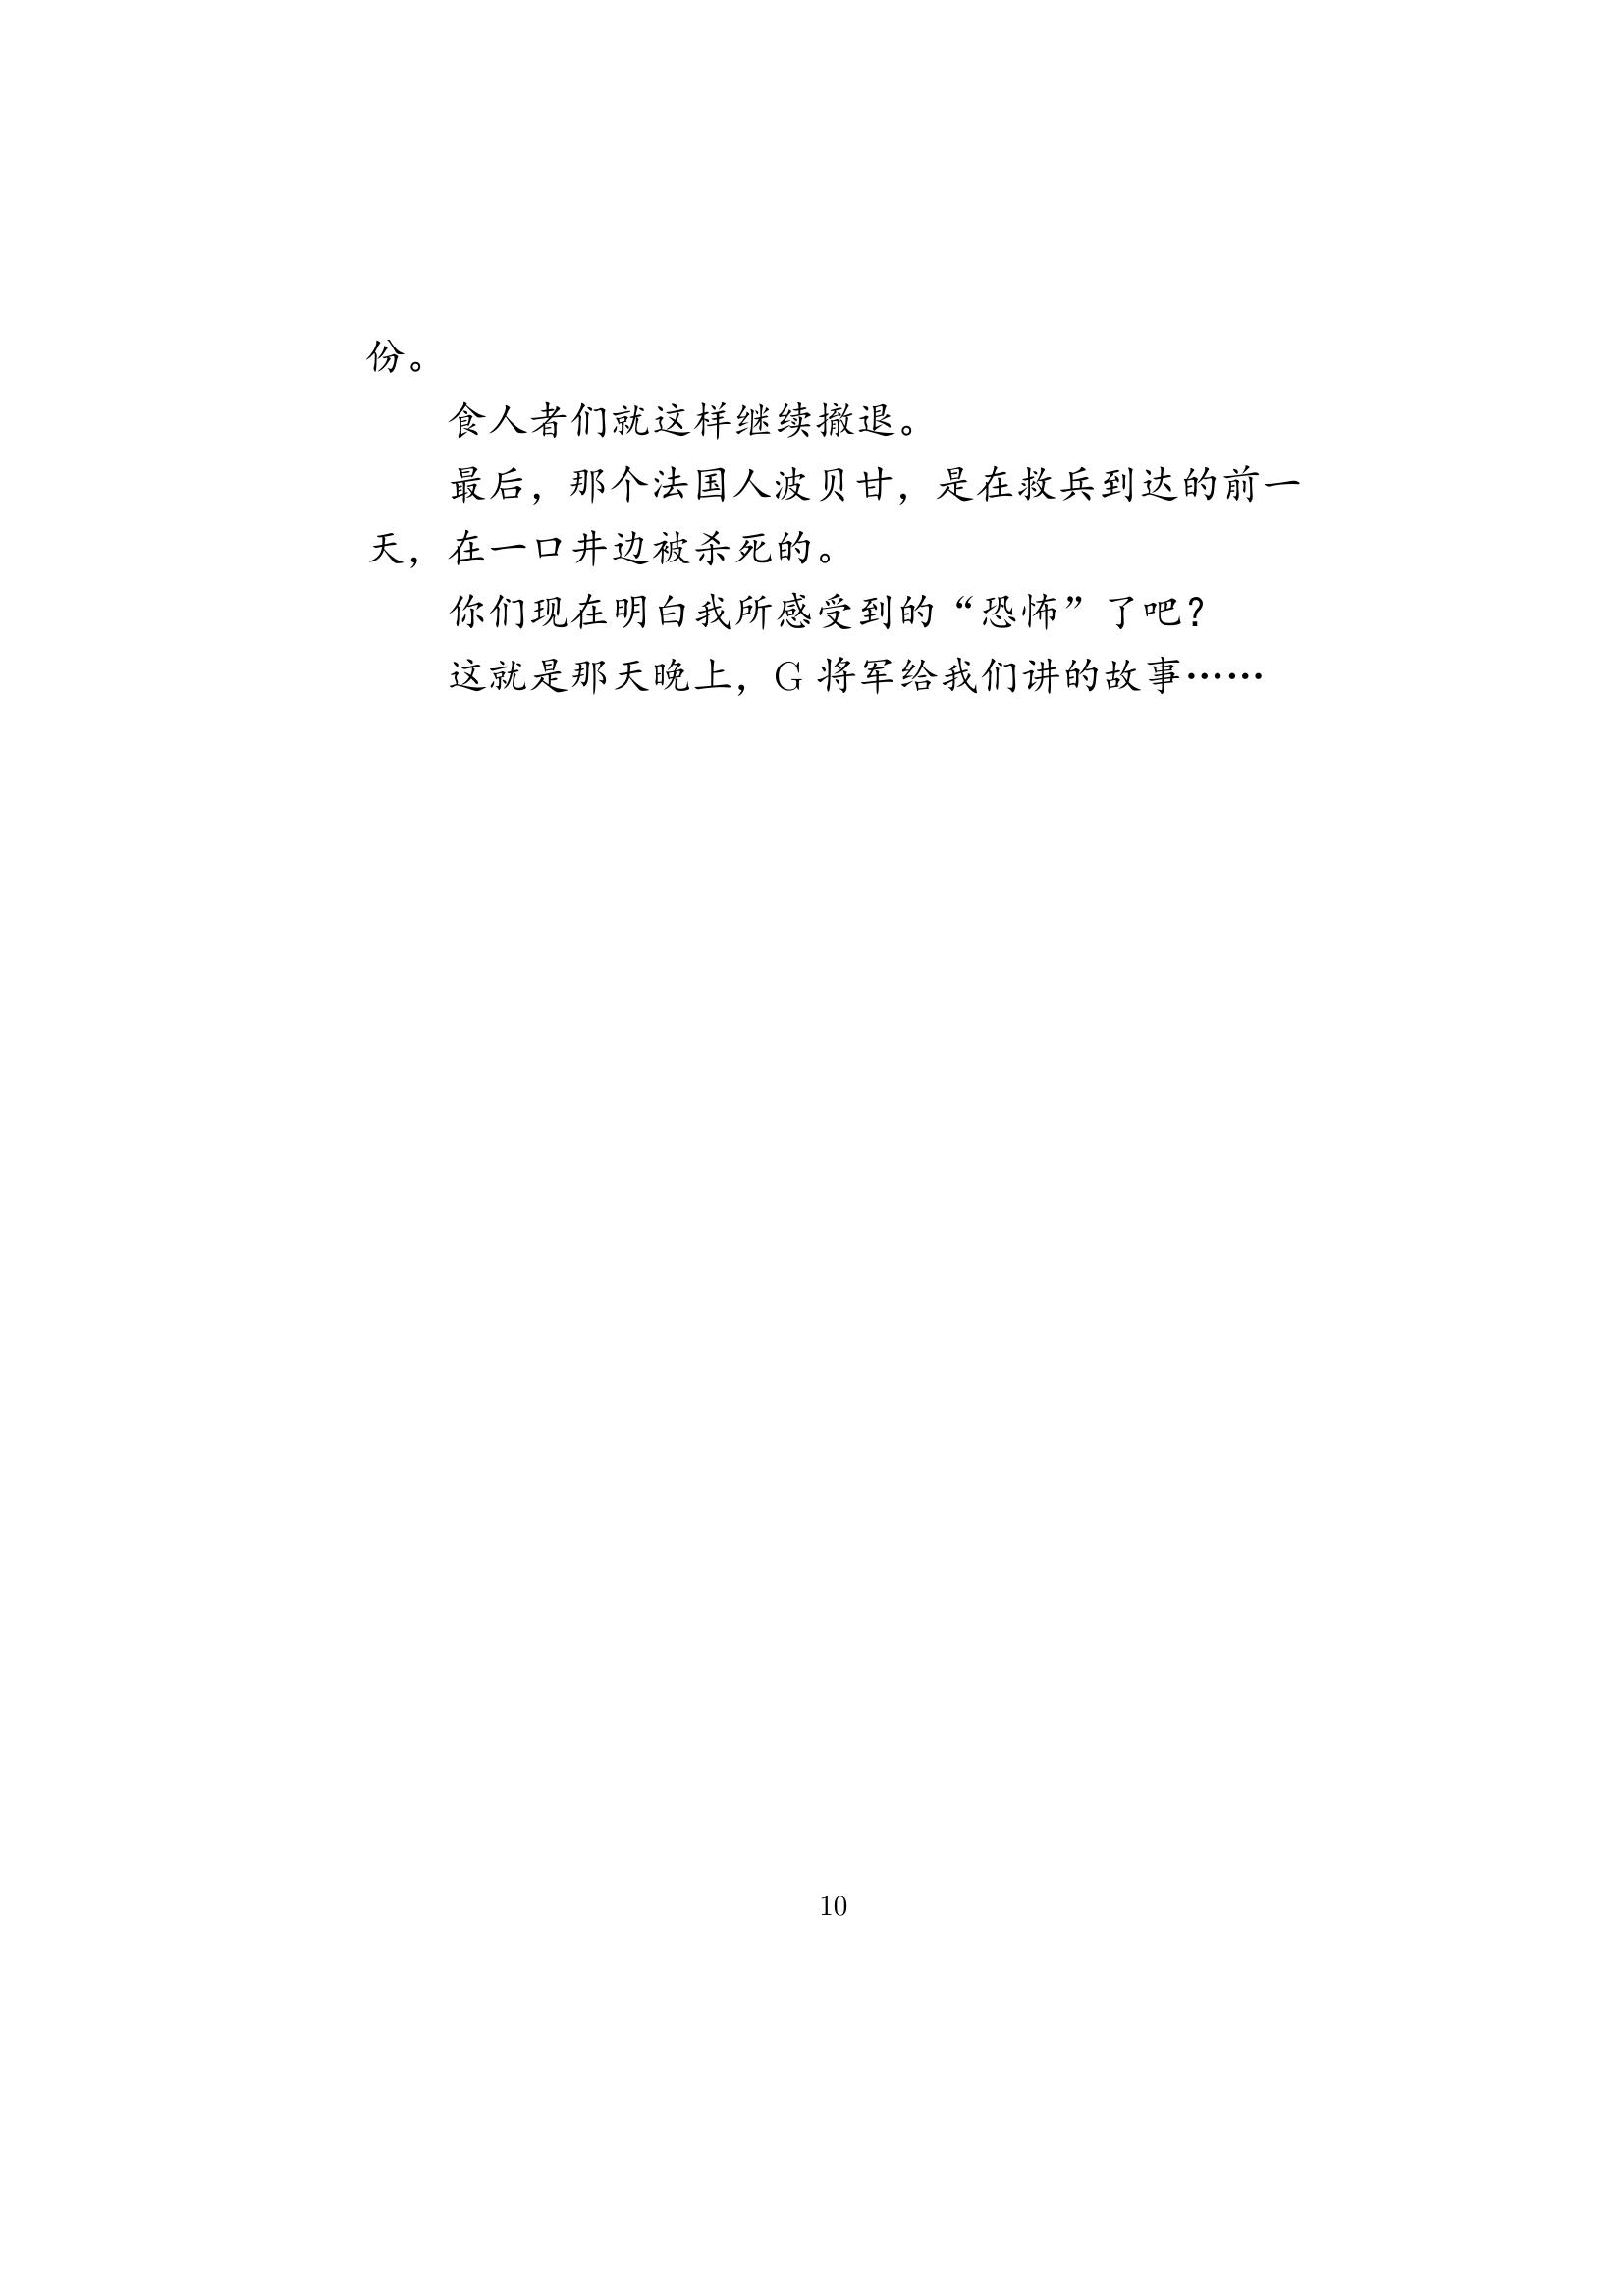 份。
食人者们就这样继续撤退。
最后，那个法国人波贝甘，是在救兵到达的前一
天，在一口井边被杀死的。
你们现在明白我所感受到的“恐怖”了吧？
这就是那天晚上，G 将军给我们讲的故事……
10